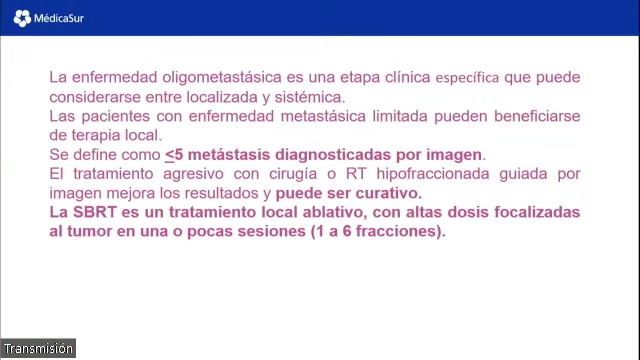 MédicaSur
La enfermedad oligometastásica es una etapa clínica específica que puede
considerarse entre localizada y sistémica.
Las pacientes con enfermedad metastásica limitada pueden beneficiarse
de terapia local.
Se define como <5 metástasis diagnosticadas por imagen.
El tratamiento agresivo con cirugía o RT hipofraccionada guiada por
imagen mejora los resultados y puede ser curativo.
La SBRT es un tratamiento local ablativo, con altas dosis focalizadas
al tumor en una o pocas sesiones (1 a 6 fracciones).
Transmisión